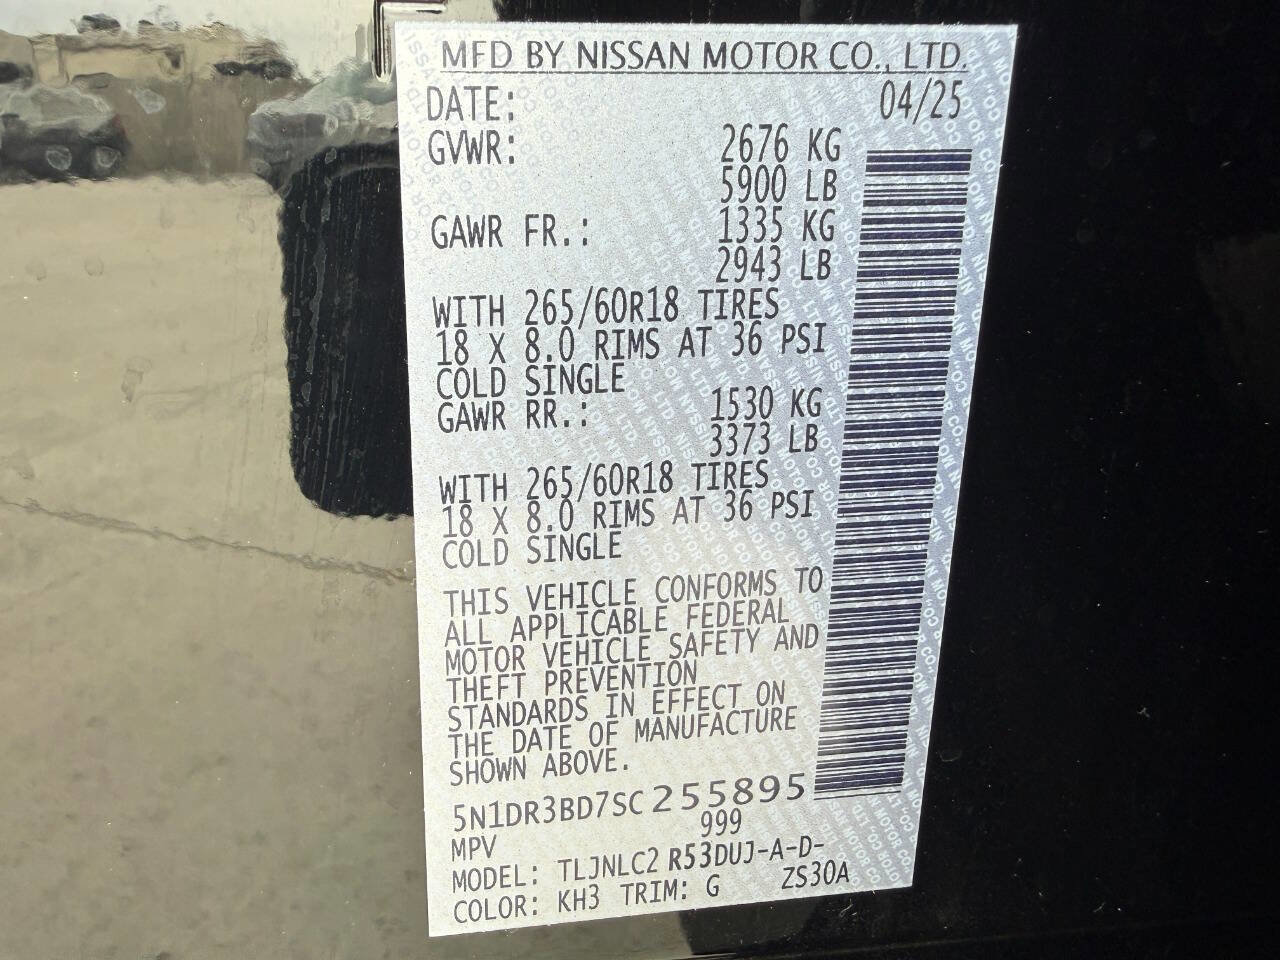 MFD BY NISSAN MOTOR CO., LTD.
DATE: 04/25
GVWR: 2676 KG
5900 LB
GAWR FR.: 1335 KG
2943 LB
WITH 265/60R18 TIRES
18 X 8.0 RIMS AT 36 PSI
COLD SINGLE
GAWR RR.: 1530 KG
3373 LB
WITH 265/60R18 TIRES
18 X 8.0 RIMS AT 36 PSI
COLD SINGLE
THIS VEHICLE CONFORMS TO
ALL APPLICABLE FEDERAL
MOTOR VEHICLE SAFETY AND
THEFT PREVENTION
STANDARDS IN EFFECT ON
THE DATE OF MANUFACTURE
SHOWN ABOVE.
5N1DR3BD7SC255895
999
MPV
MODEL: TLJNLC2 R53DUJ-A-D-
COLOR: KH3 TRIM: G ZS30A